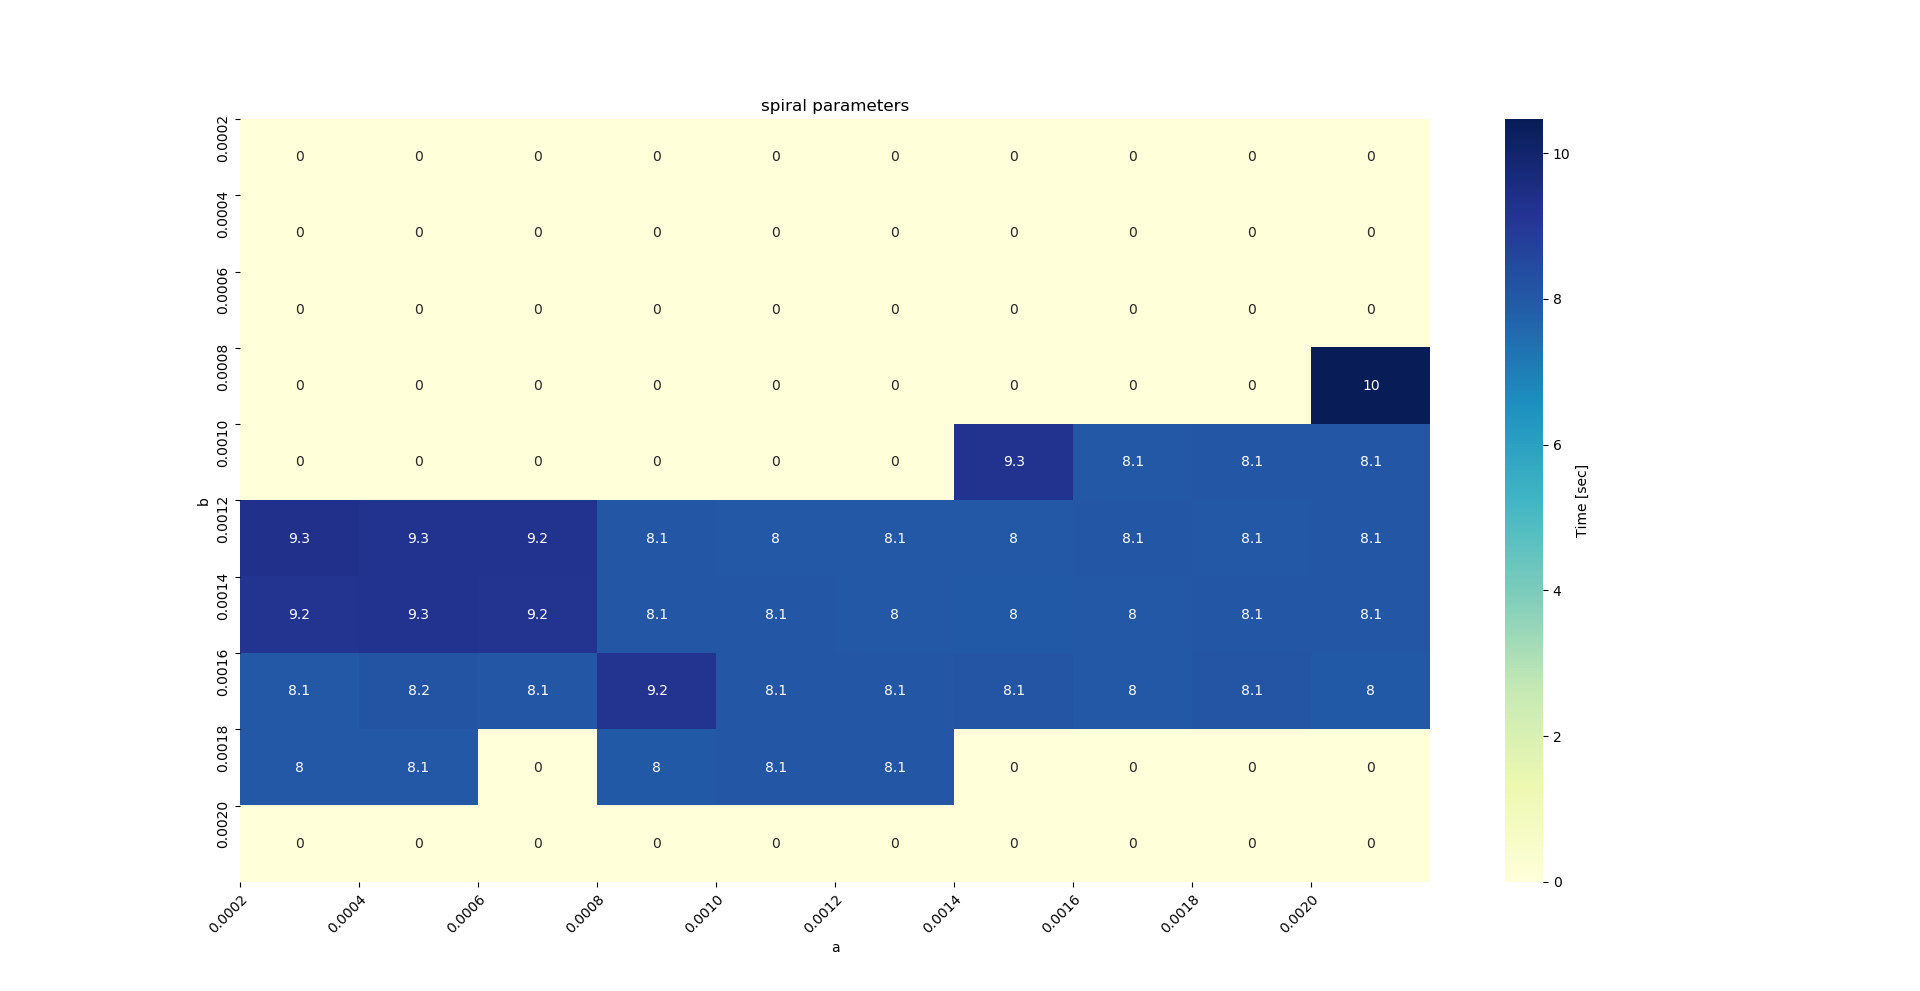 spiral parameters
0.0002 0 0 0 0 0 0 0 0 0 0
0.0004 0 0 0 0 0 0 0 0 0 0
0.0006 0 0 0 0 0 0 0 0 0 0
0.0008 0 0 0 0 0 0 0 0 0 10
0.0010 0 0 0 0 0 0 9.3 8.1 8.1 8.1
0.0012 9.3 9.3 9.2 8.1 8 8.1 8 8.1 8.1 8.1
0.0014 9.2 9.3 9.2 8.1 8.1 8 8 8 8.1 8.1
0.0016 8.1 8.2 8.1 9.2 8.1 8.1 8.1 8 8.1 8
0.0018 8 8.1 0 8 8.1 8.1 0 0 0 0
0.0020 0 0 0 0 0 0 0 0 0 0
b
0.0002 0.0004 0.0006 0.0008 0.0010 0.0012 0.0014 0.0016 0.0018 0.0020
a
10
8
6
4
2
0
Time [sec]